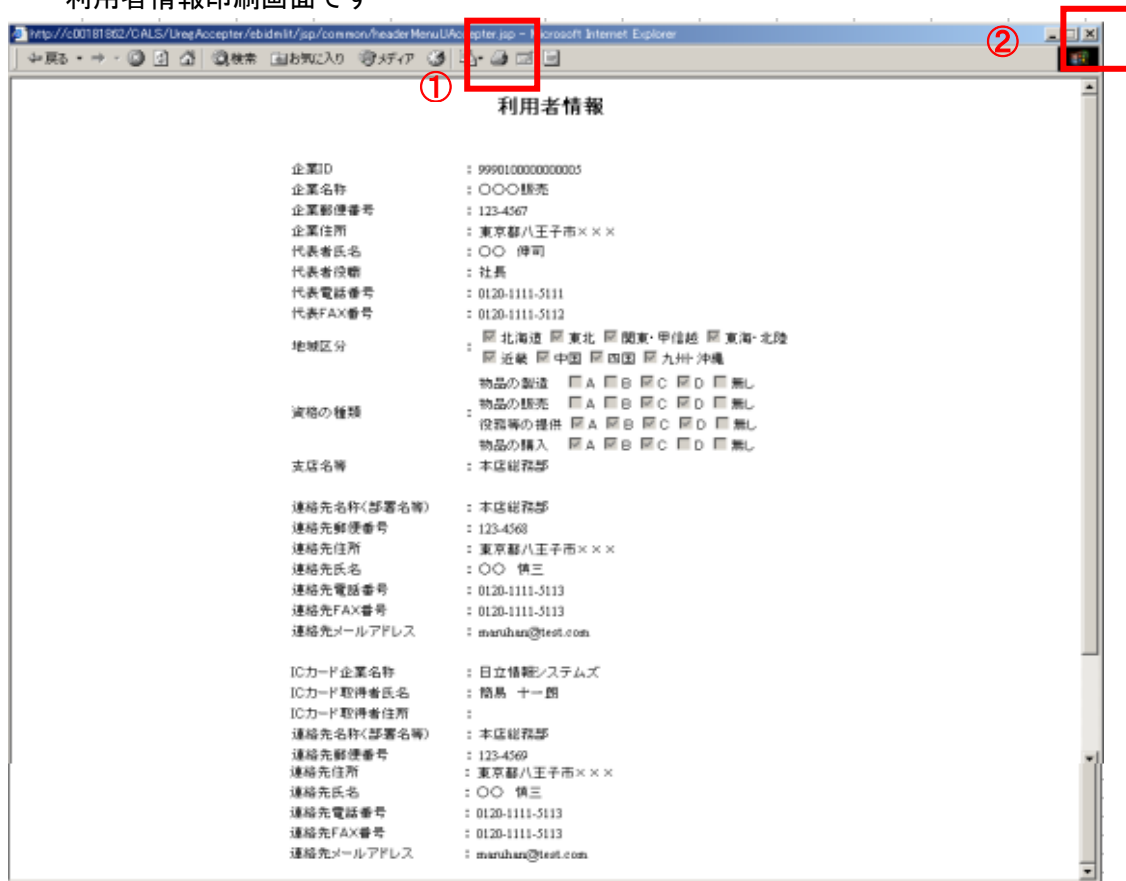 利用者情報印刷画面です
http://c00181862/CALS/UregAccepter/ebidmlit/jsp/common/headerMenuUAccepter.jsp - Microsoft Internet Explorer
②
戻る 検索 お気に入り メディア
①
利用者情報
企業ID : 9990100000000005
企業名称 : 〇〇〇販売
企業郵便番号 : 123-4567
企業住所 : 東京都八王子市×××
代表者氏名 : 〇〇 伸司
代表者役職 : 社長
代表電話番号 : 0120-1111-5111
代表FAX番号 : 0120-1111-5112
地域区分 : 北海道 東北 関東・甲信越 東海・北陸
近畿 中国 四国 九州・沖縄
資格の種類 : 物品の製造 A B C D 無し
物品の販売 A B C D 無し
役務等の提供 A B C D 無し
物品の購入 A B C D 無し
支店名等 : 本店総務部
連絡先名称(部署名等) : 本店総務部
連絡先郵便番号 : 123-4568
連絡先住所 : 東京都八王子市×××
連絡先氏名 : 〇〇 慎三
連絡先電話番号 : 0120-1111-5113
連絡先FAX番号 : 0120-1111-5113
連絡先メールアドレス : maruhan@test.com
ICカード企業名称 : 日立情報システムズ
ICカード取得者氏名 : 簡易 十一朗
ICカード取得者住所 :
連絡先名称(部署名等) : 本店総務部
連絡先郵便番号 : 123-4569
連絡先住所 : 東京都八王子市×××
連絡先氏名 : 〇〇 慎三
連絡先電話番号 : 0120-1111-5113
連絡先FAX番号 : 0120-1111-5113
連絡先メールアドレス : maruhan@test.com